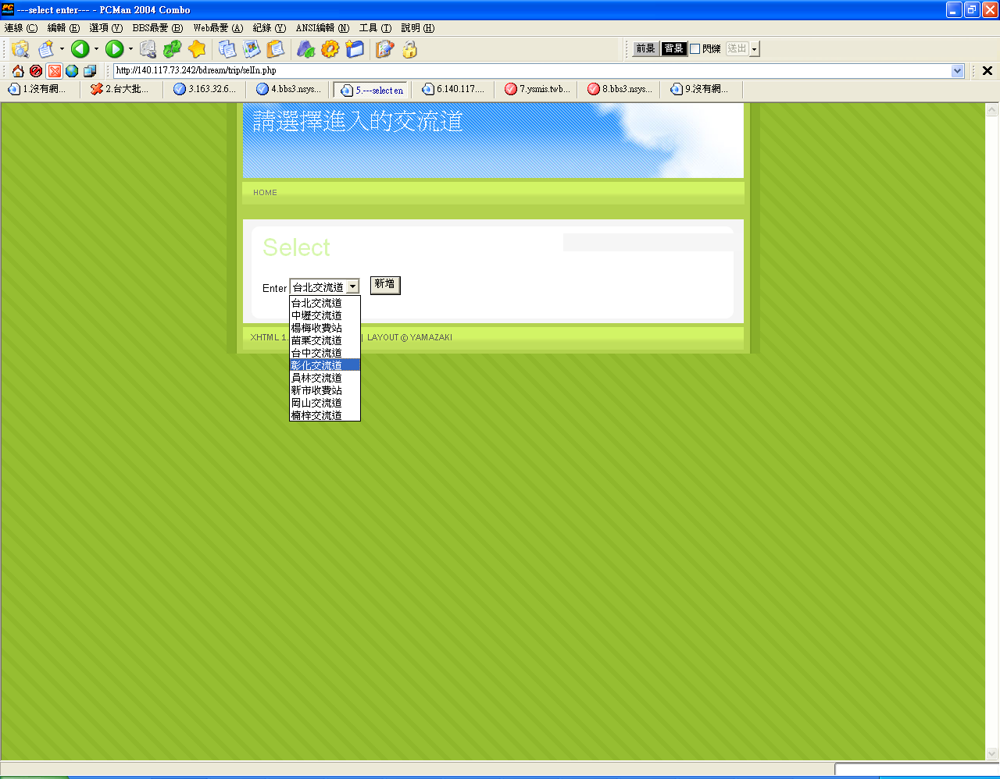 ---select enter--- - PCMan 2004 Combo
連線 (C) 編輯 (E) 選項 (V) BBS最愛 (B) Web最愛 (A) 紀錄 (Y) ANSI編輯 (N) 工具 (T) 說明 (H)
前景 背景 閃爍 送出
http://140.117.73.242/bdream/trip/selIn.php
1.沒有網... 2.台大批... 3.163.32.6... 4.bbs3.nsys... 5.---select en 6.140.117.... 7.ysmis.twb... 8.bbs3.nsys... 9.沒有網...
請選擇進入的交流道
HOME
Select
Enter 台北交流道 新增
台北交流道
中壢交流道
楊梅收費站
苗栗交流道
台中交流道
彰化交流道
員林交流道
新市收費站
岡山交流道
楠梓交流道
XHTML 1. | LAYOUT © YAMAZAKI